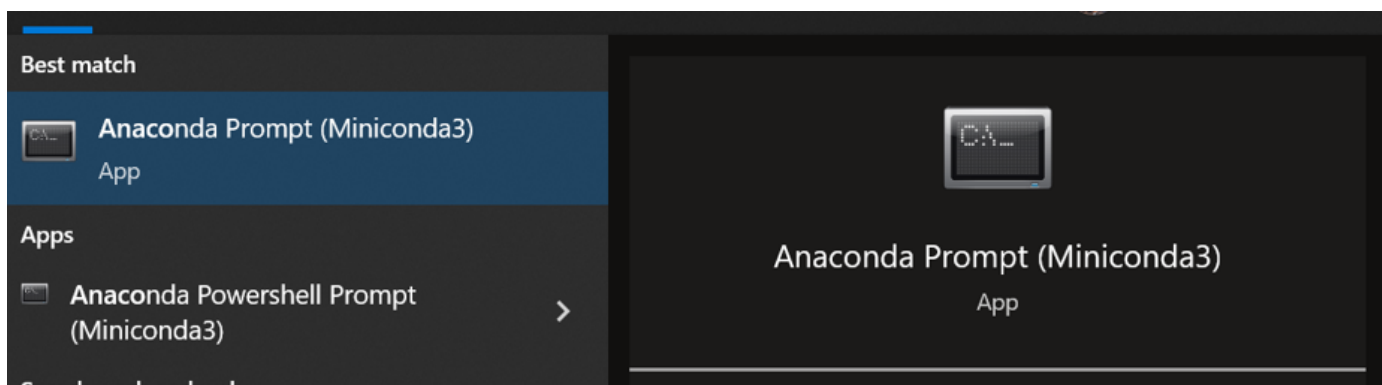 Best match
Anaconda Prompt (Miniconda3)
App
Apps
Anaconda Powershell Prompt
(Miniconda3)
C:\_
Anaconda Prompt (Miniconda3)
App